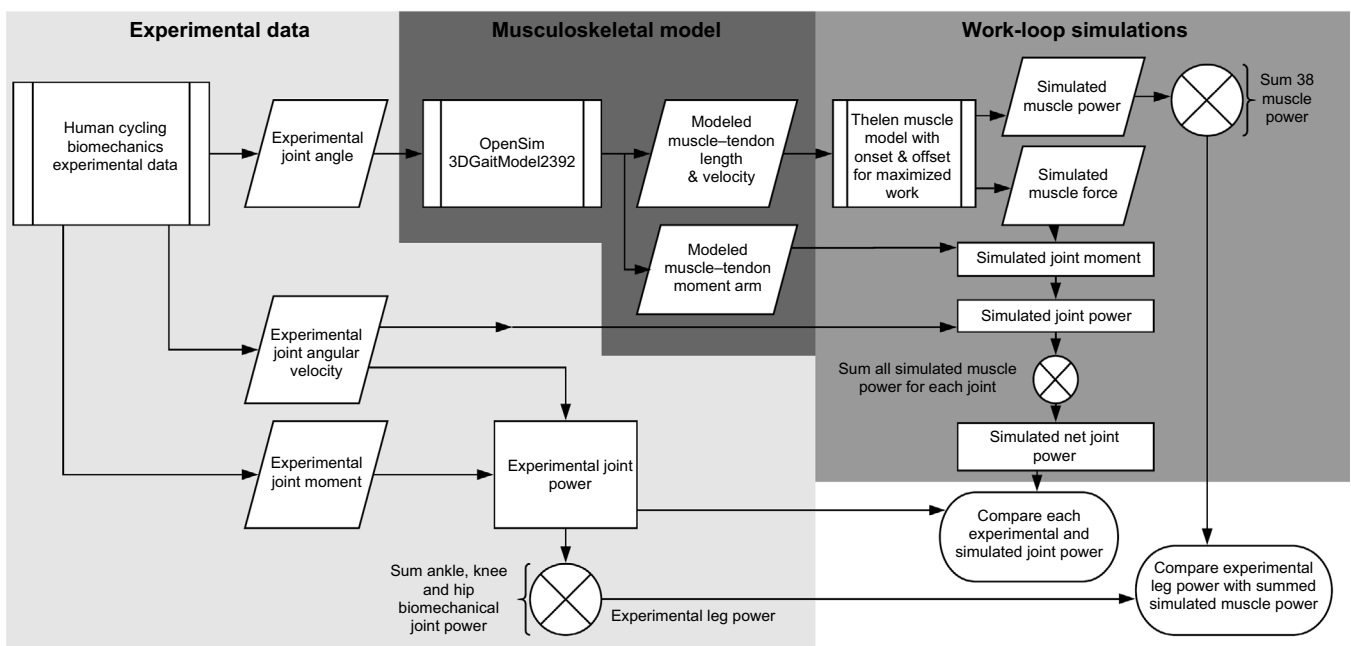 Experimental data
Musculoskeletal model
Work-loop simulations
Human cycling
biomechanics
experimental data
Experimental
joint angle
OpenSim
3DGaitModel2392
Modeled
muscle–tendon
length
& velocity
Thelen muscle
model with
onset & offset
for maximized
work
Simulated
muscle power
Sum 38
muscle
power
Simulated
muscle force
Modeled
muscle–tendon
moment arm
Simulated joint moment
Experimental
joint angular
velocity
Simulated joint power
Sum all simulated muscle
power for each joint
Simulated net joint
power
Experimental
joint moment
Experimental joint
power
Compare each
experimental and
simulated joint power
Sum ankle, knee
and hip
biomechanical
joint power
Experimental leg power
Compare experimental
leg power with summed
simulated muscle power